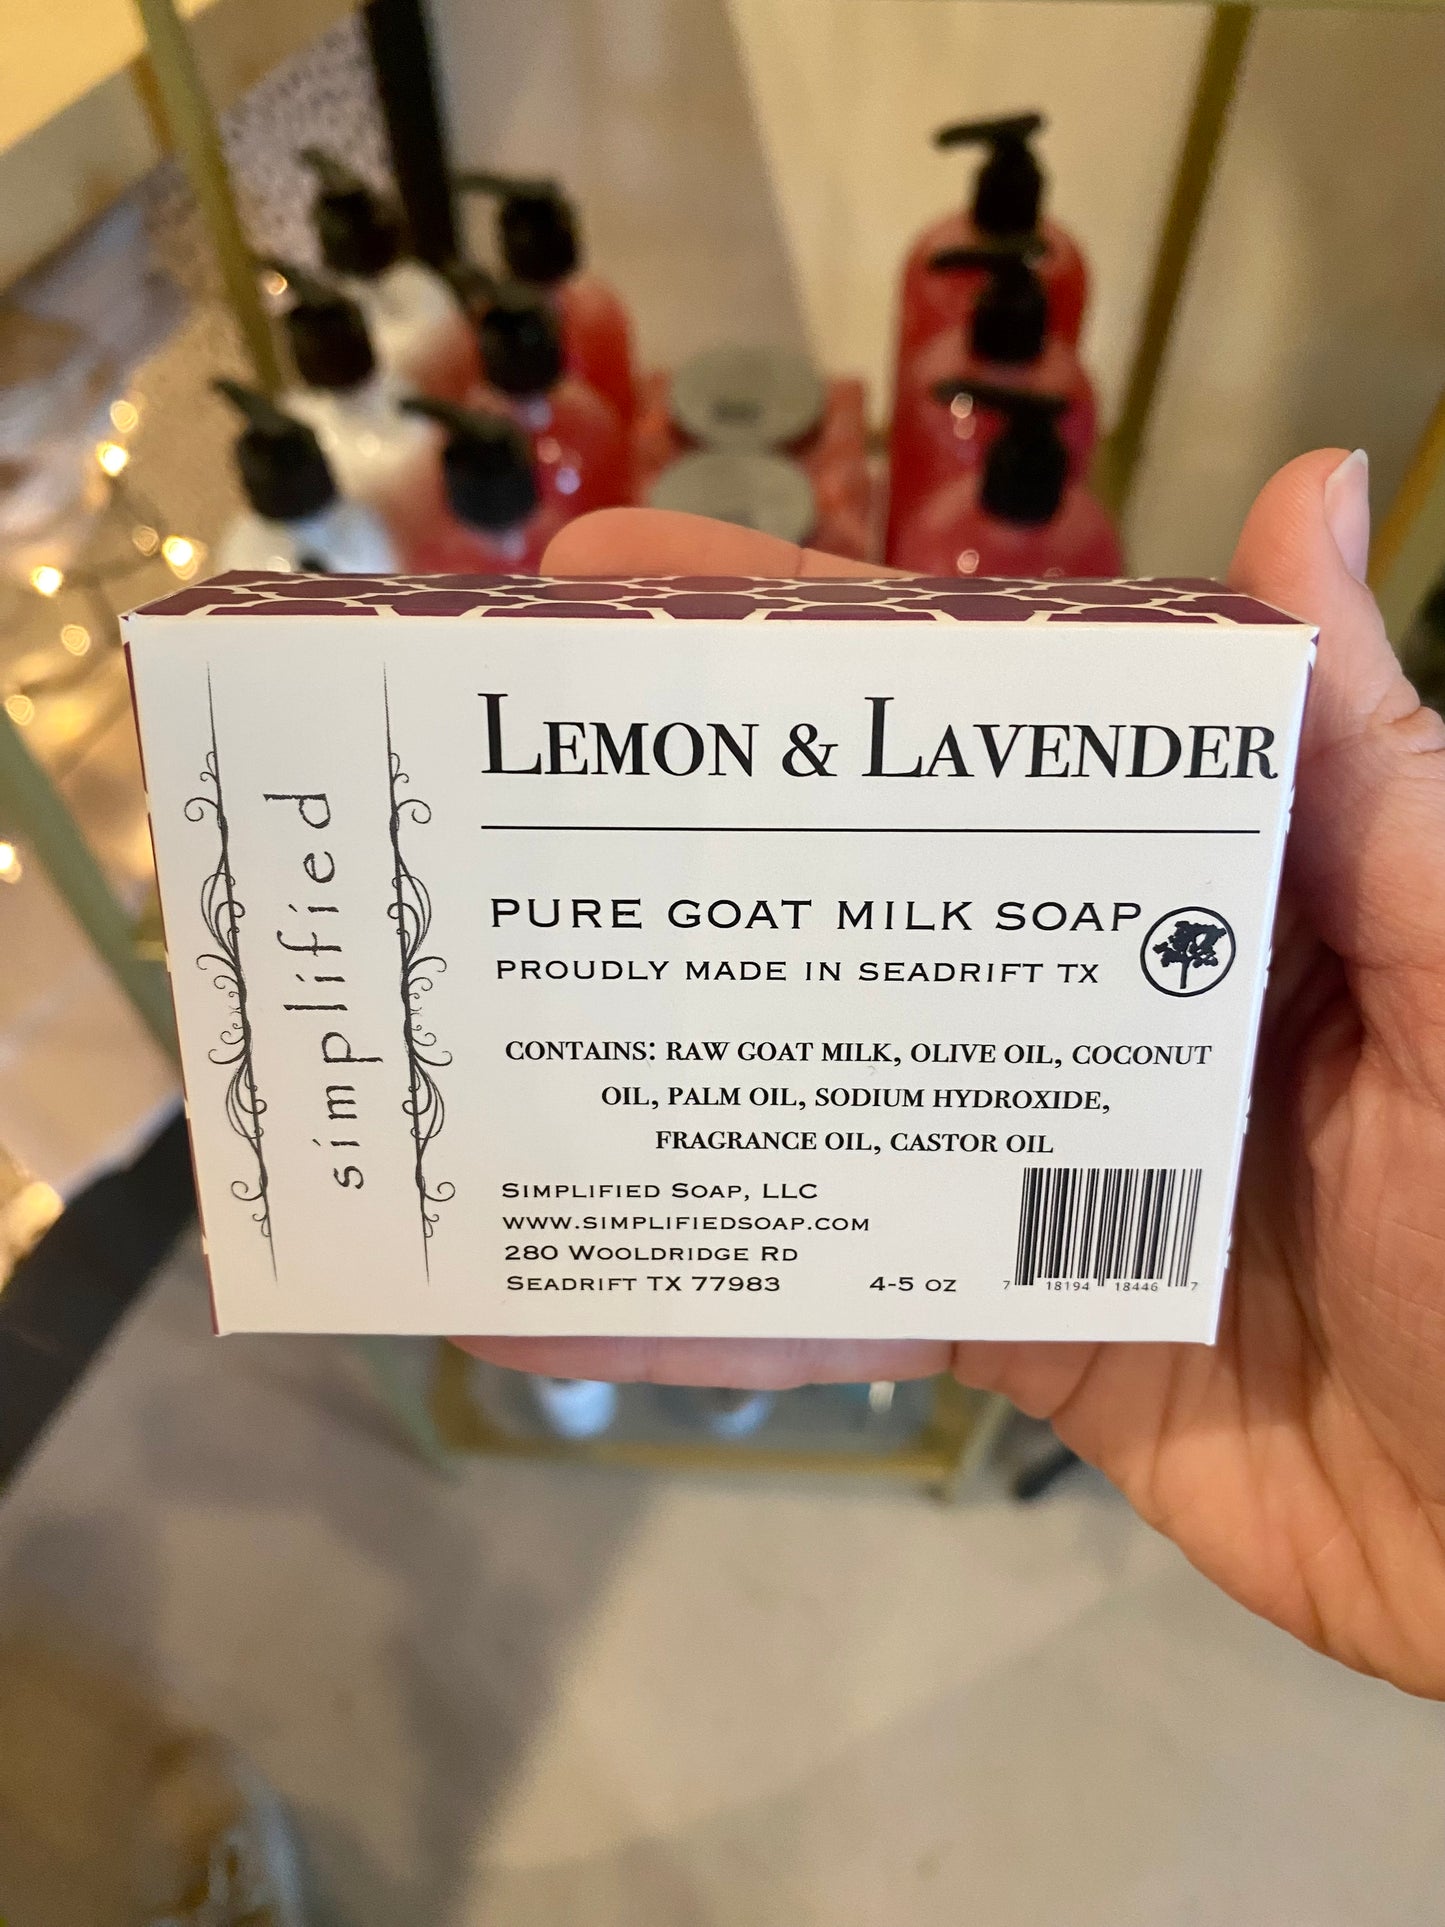 simplified
LEMON & LAVENDER
PURE GOAT MILK SOAP
PROUDLY MADE IN SEADRIFT TX
CONTAINS: RAW GOAT MILK, OLIVE OIL, COCONUT
OIL, PALM OIL, SODIUM HYDROXIDE,
FRAGRANCE OIL, CASTOR OIL
SIMPLIFIED SOAP, LLC
WWW.SIMPLIFIEDSOAP.COM
280 WOOLDRIDGE RD
SEADRIFT TX 77983
4-5 OZ
7 18194 18446 7